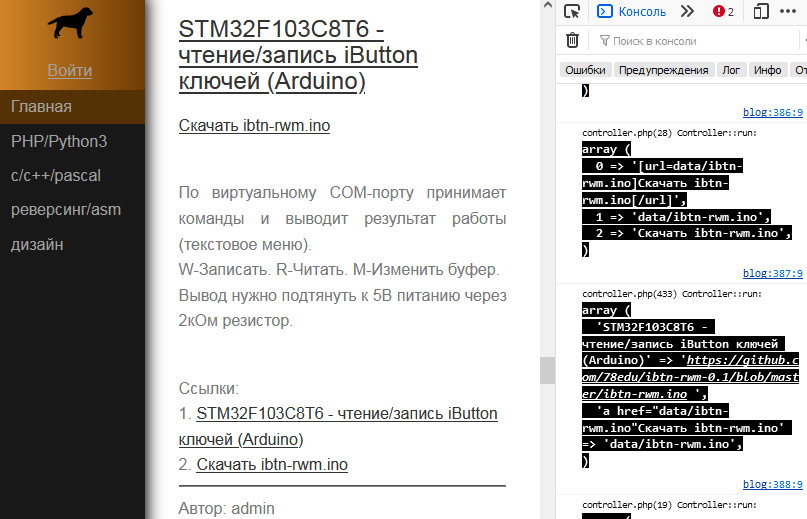 Войти
Главная
PHP/Python3
c/c++/pascal
реверсинг/asm
дизайн
STM32F103C8T6 -
чтение/запись iButton
ключей (Arduino)
Скачать ibtn-rwm.ino
По виртуальному COM-порту принимает
команды и выводит результат работы
(текстовое меню).
W-Записать. R-Читать. M-Изменить буфер.
Вывод нужно подтянуть к 5В питанию через
2кОм резистор.
Ссылки:
1. STM32F103C8T6 - чтение/запись iButton
ключей (Arduino)
2. Скачать ibtn-rwm.ino
Автор: admin
Консоль
2
Поиск в консоли
Ошибки Предупреждения Лог Инфо От
)
blog:386:9
controller.php(28) Controller::run:
array (
0 => '[url=data/ibtn-
rwm.ino]Скачать ibtn-
rwm.ino[/url]',
1 => 'data/ibtn-rwm.ino',
2 => 'Скачать ibtn-rwm.ino',
)
blog:387:9
controller.php(433) Controller::run:
array (
'STM32F103C8T6 -
чтение/запись iButton ключей
(Arduino)' => 'https://github.c
om/78edu/ibtn-rwm-0.1/blob/mast
er/ibtn-rwm.ino ',
'a href="data/ibtn-
rwm.ino"Скачать ibtn-rwm.ino'
=> 'data/ibtn-rwm.ino',
)
blog:388:9
controller.php(19) Controller::run: